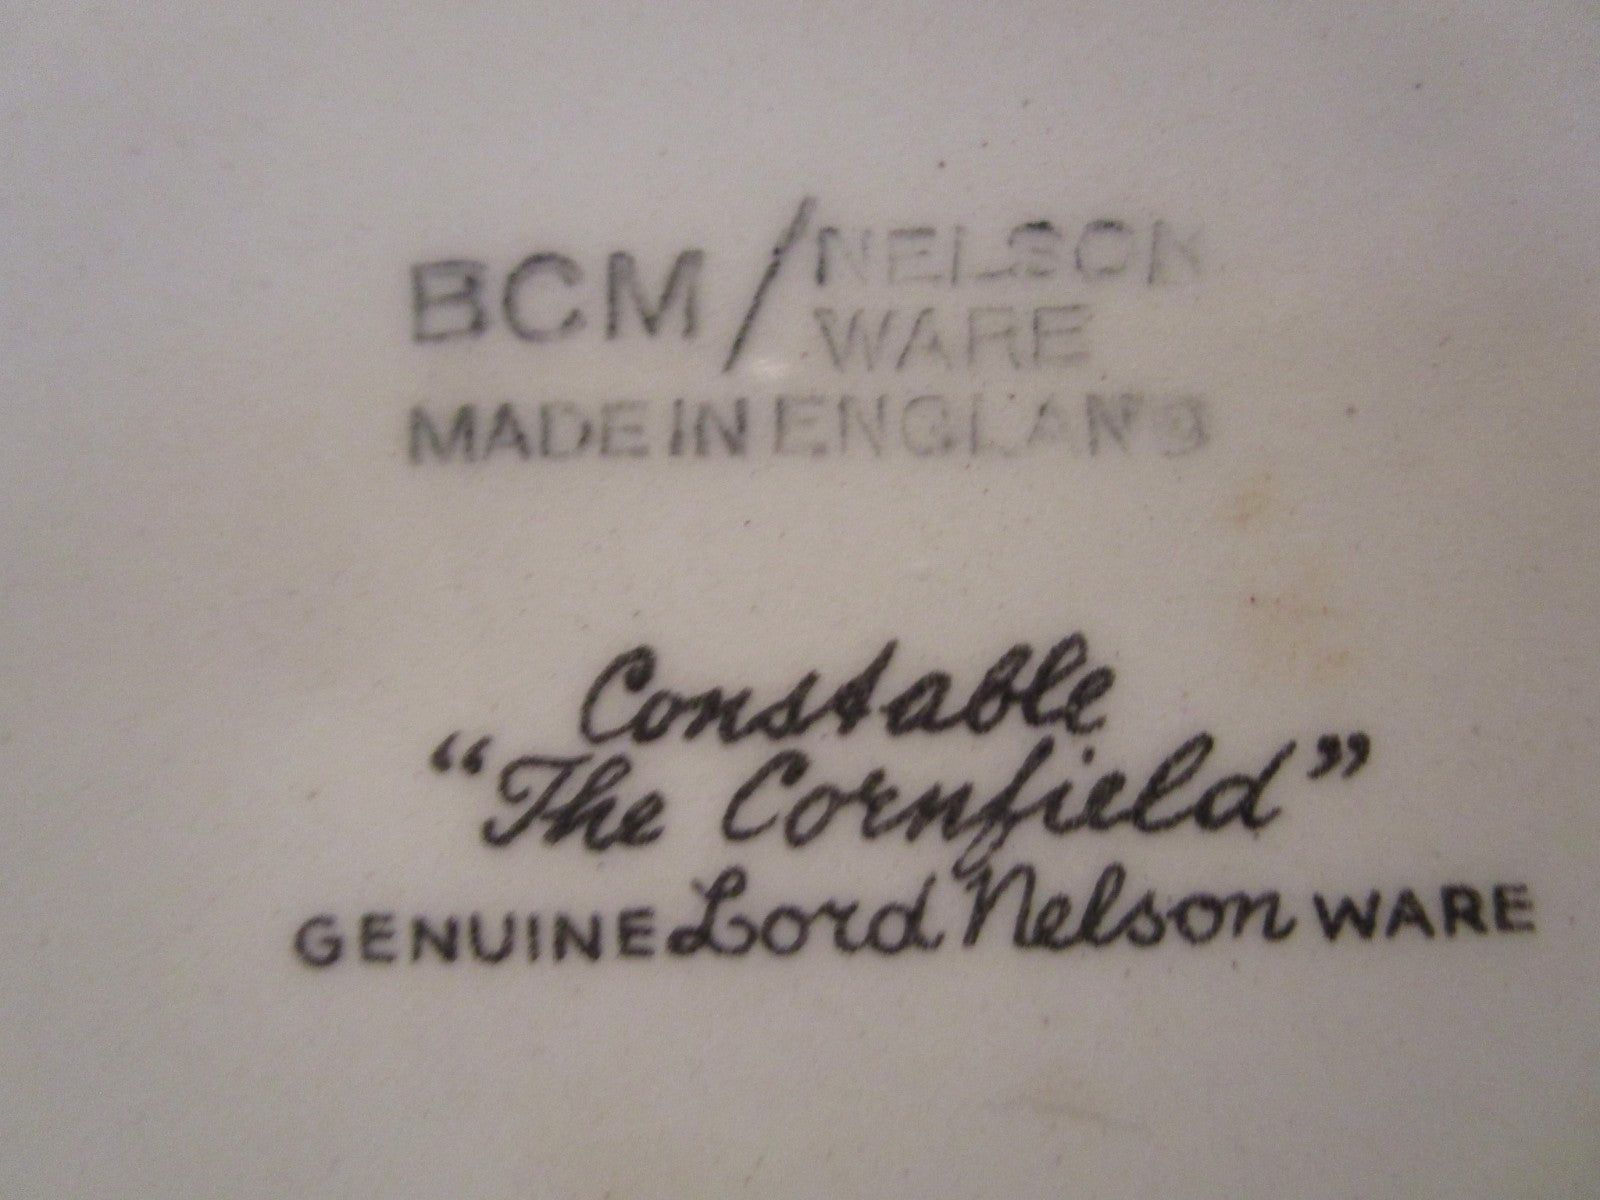 BCM / NELSON
WARE
MADE IN ENGLAND
Constable
“The Cornfield”
GENUINE Lord Nelson WARE